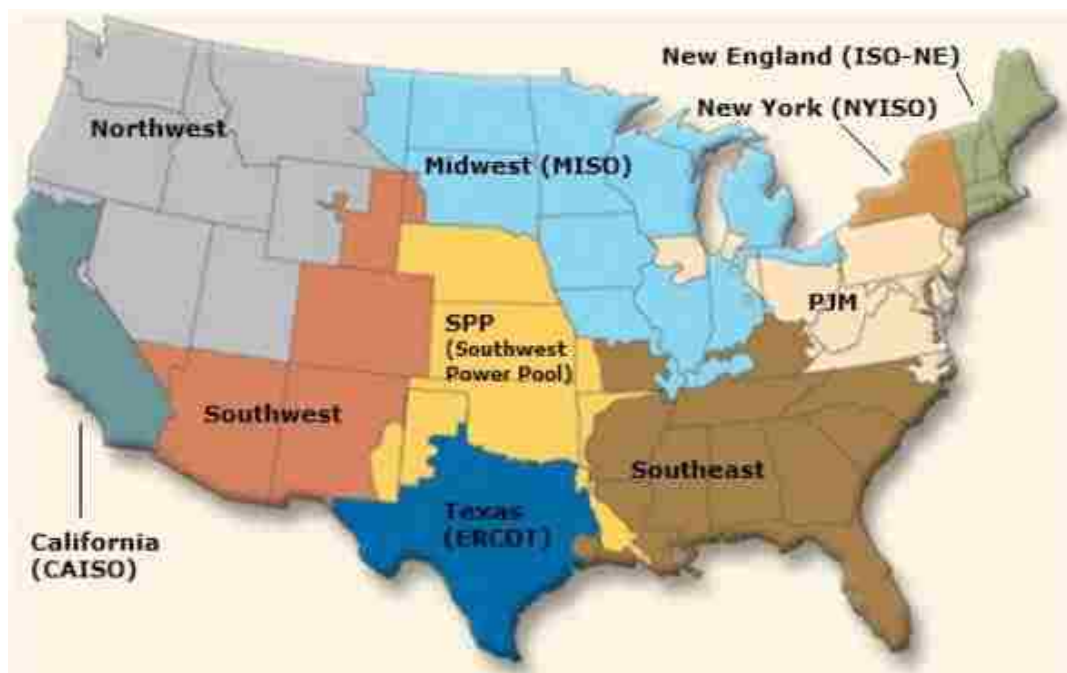 New England (ISO-NE)
New York (NYISO)
Northwest
Midwest (MISO)
PJM
SPP
(Southwest
Power Pool)
Southwest
Southeast
Texas
(ERCOT)
California
(CAISO)